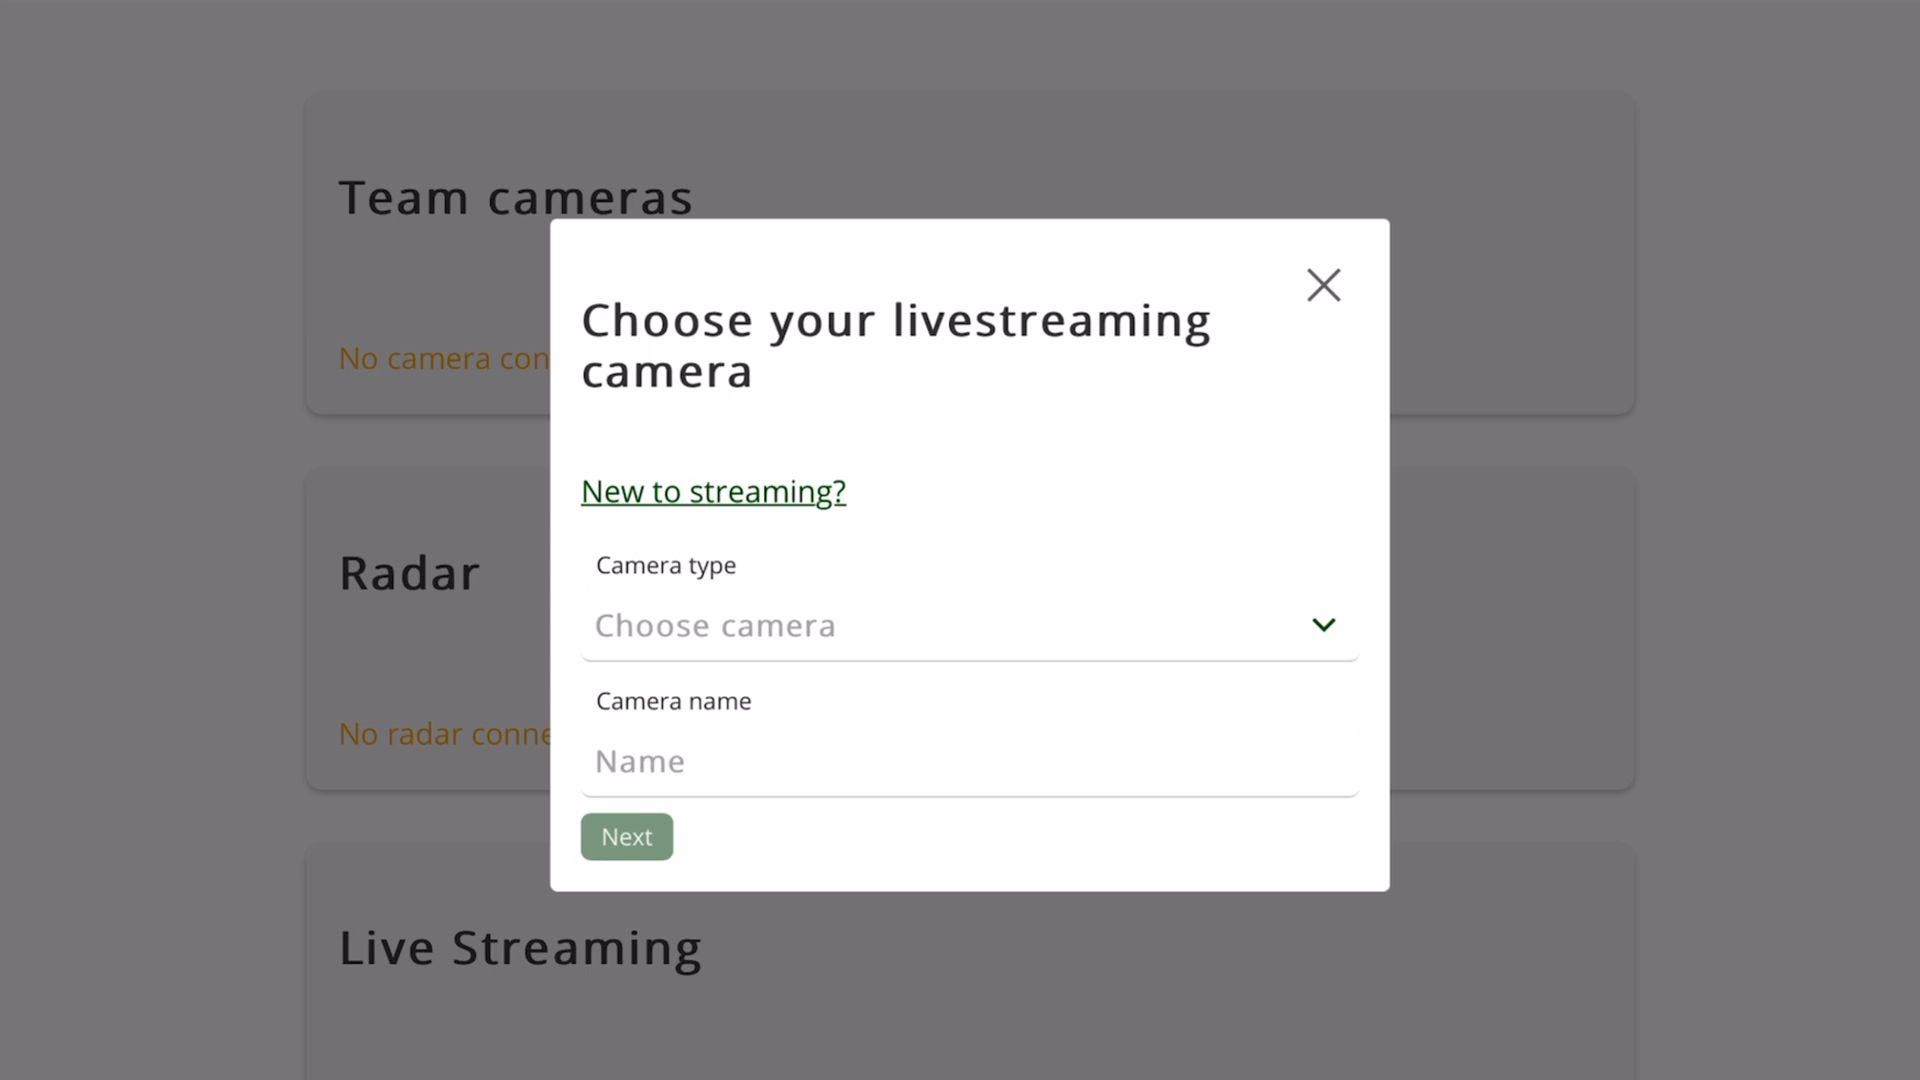 Team cameras
No camera con
Choose your livestreaming
camera
New to streaming?
Camera type
Choose camera
Camera name
Name
Next
Radar
No radar conne
Live Streaming